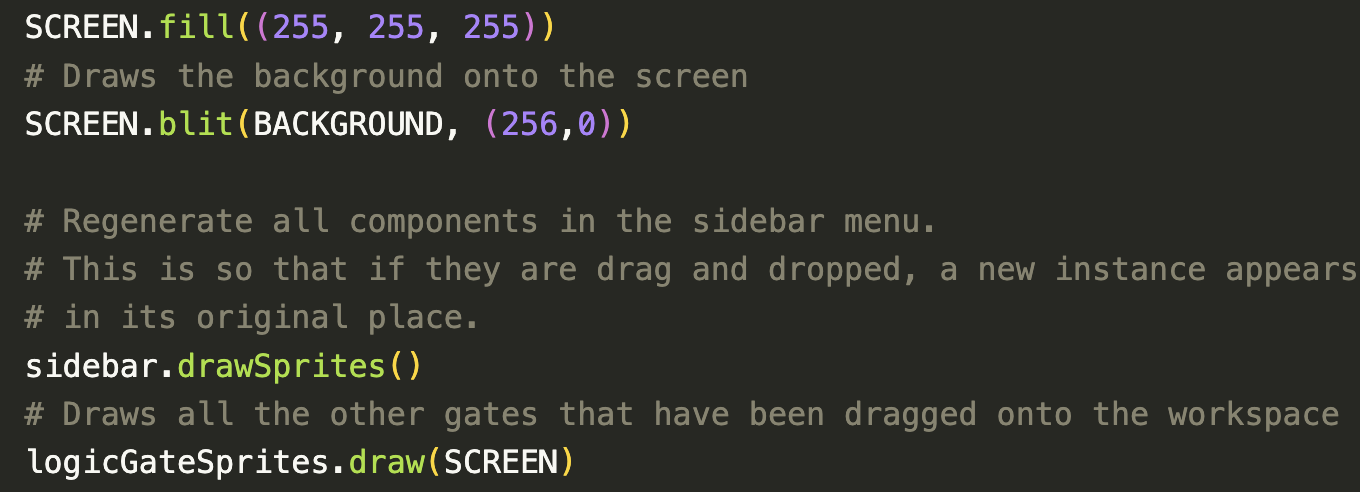 SCREEN.fill((255, 255, 255))
# Draws the background onto the screen
SCREEN.blit(BACKGROUND, (256,0))
# Regenerate all components in the sidebar menu.
# This is so that if they are drag and dropped, a new instance appears
# in its original place.
sidebar.drawSprites()
# Draws all the other gates that have been dragged onto the workspace
logicGateSprites.draw(SCREEN)